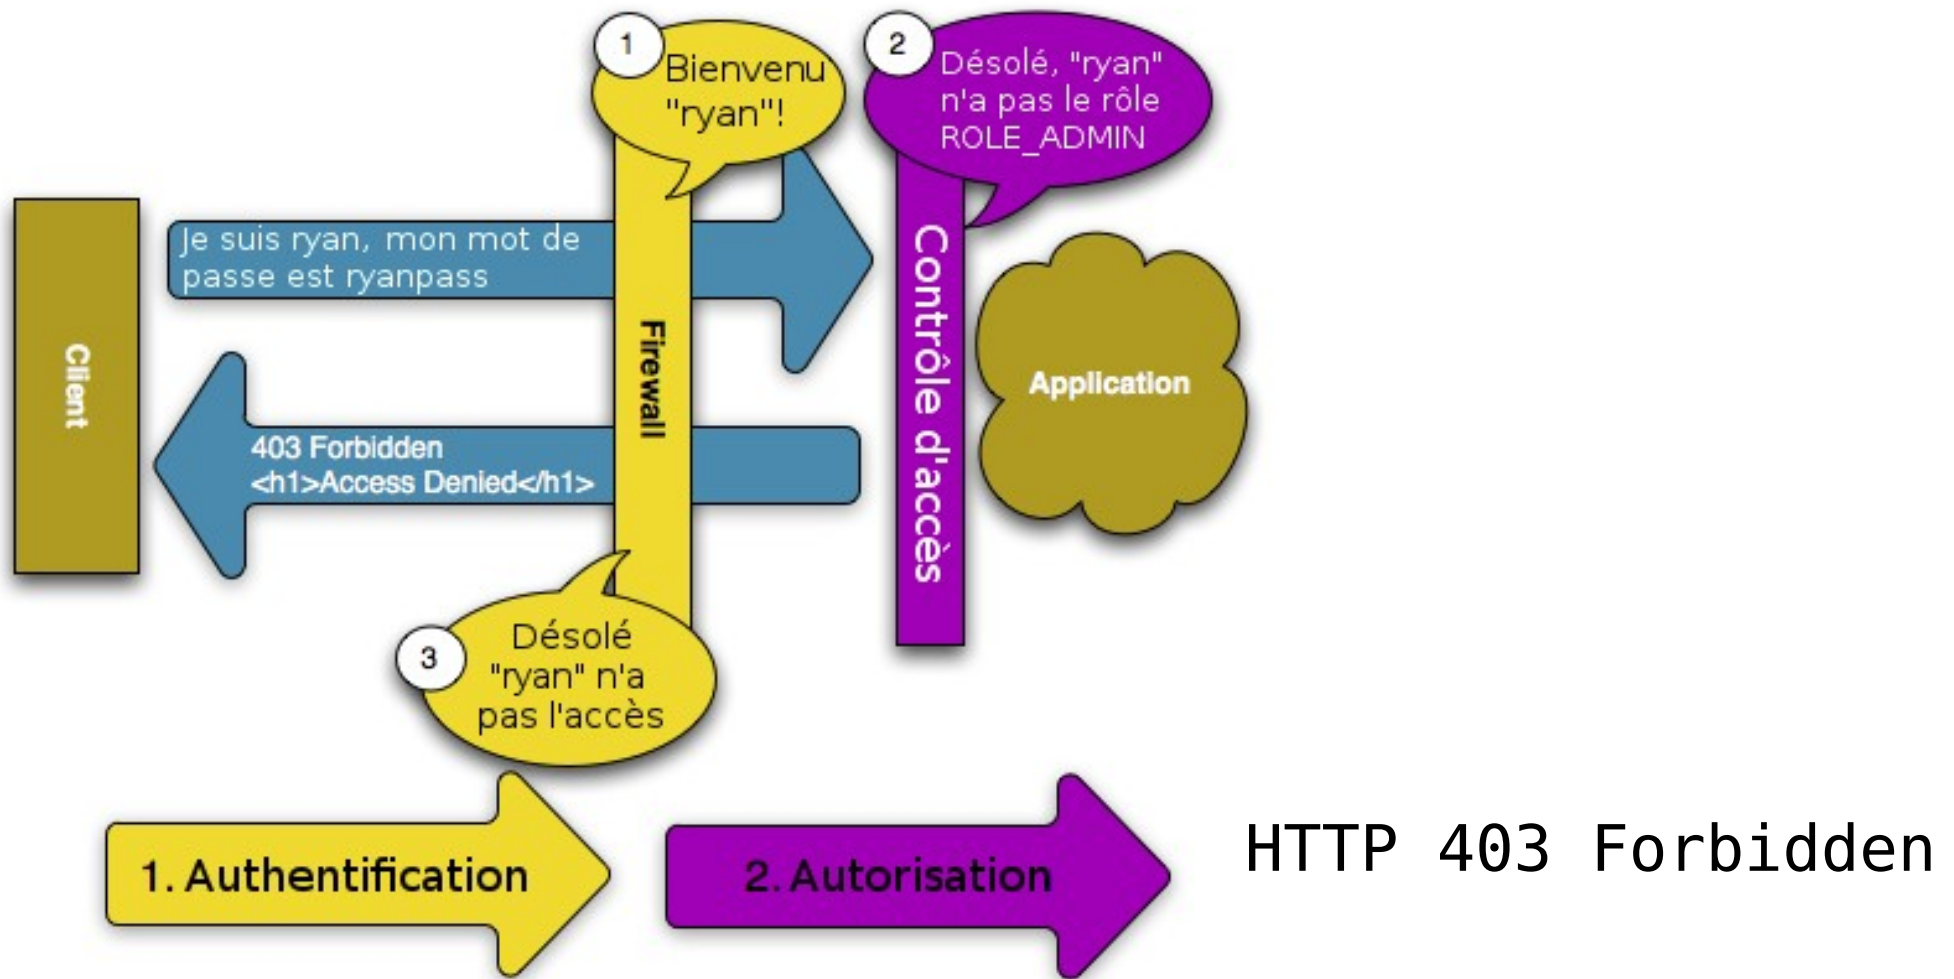 1
Bienvenu
"ryan"!
2
Désolé, "ryan"
n'a pas le rôle
ROLE_ADMIN
Je suis ryan, mon mot de
passe est ryanpass
Client
Firewall
Contrôle d'accès
Application
403 Forbidden
<h1>Access Denied</h1>
3
Désolé
"ryan" n'a
pas l'accès
1. Authentification
2. Autorisation
HTTP 403 Forbidden